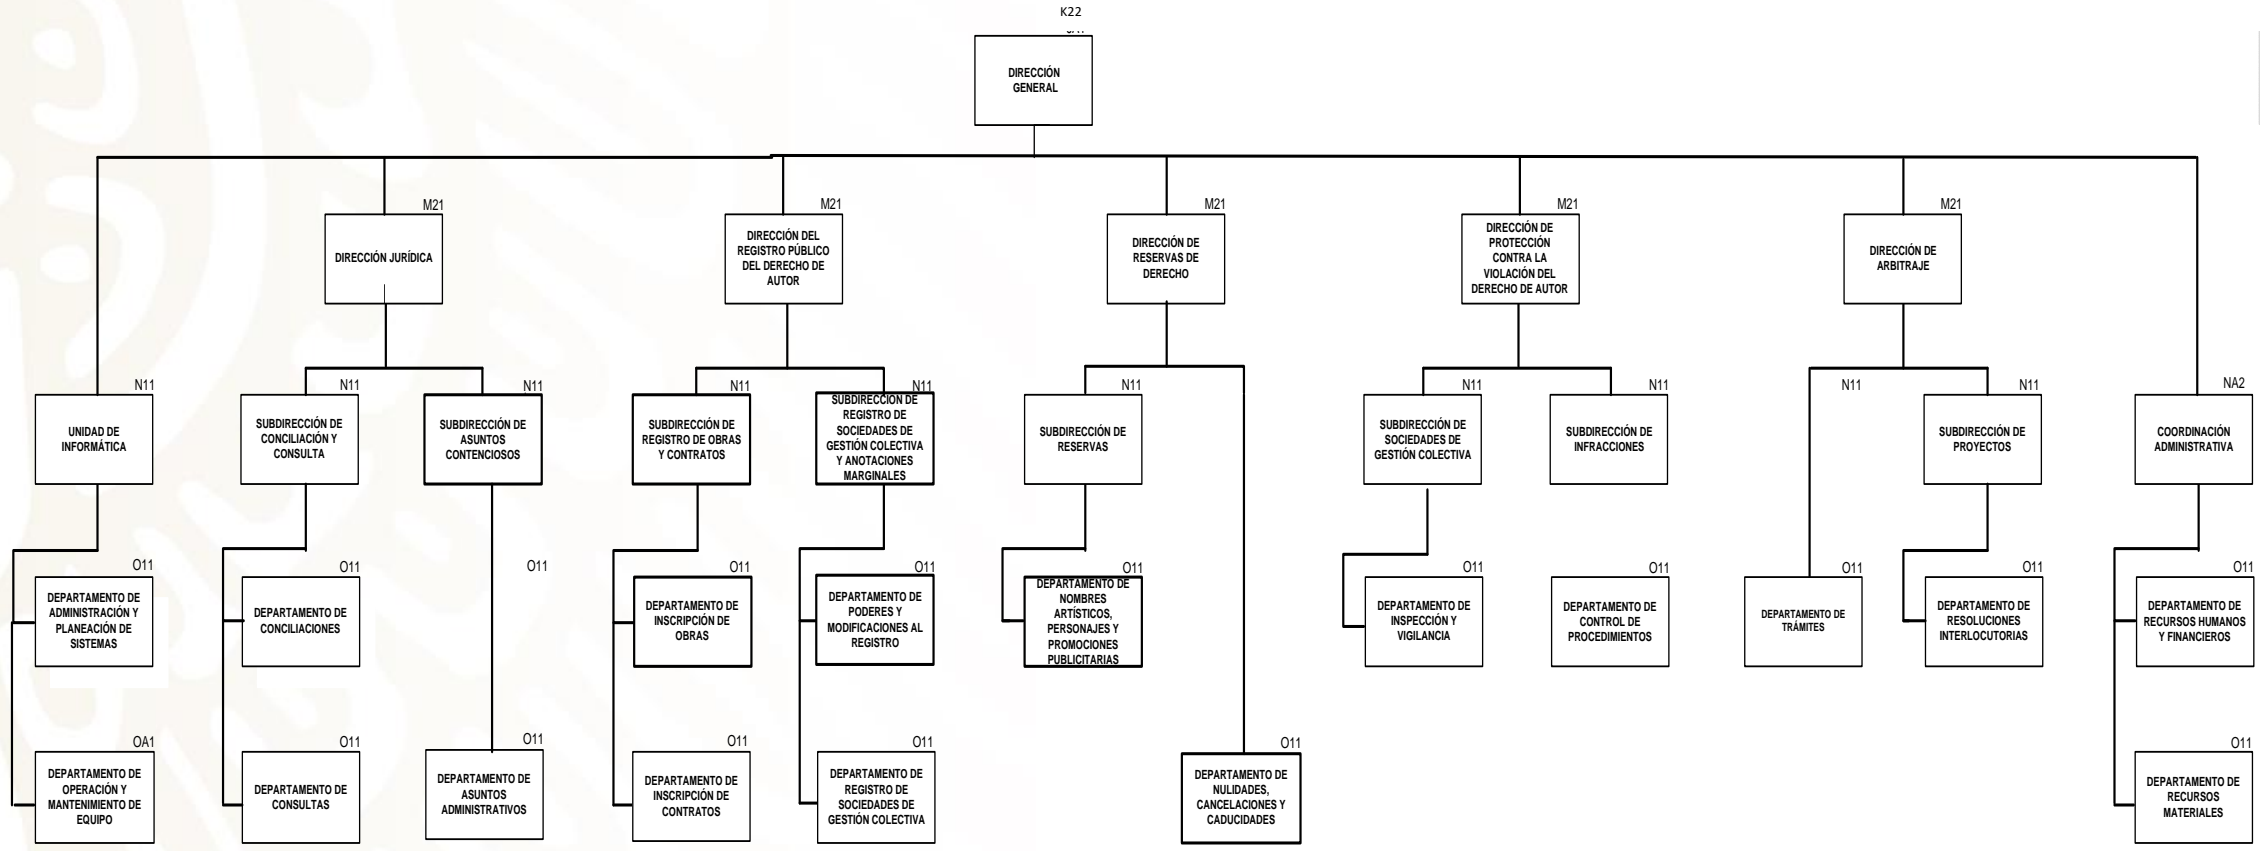 K22
DIRECCIÓN
GENERAL
M21
DIRECCIÓN JURÍDICA
M21
DIRECCIÓN DEL
REGISTRO PÚBLICO
DEL DERECHO DE
AUTOR
M21
DIRECCIÓN DE
RESERVAS DE
DERECHO
M21
DIRECCIÓN DE
PROTECCIÓN
CONTRA LA
VIOLACIÓN DEL
DERECHO DE AUTOR
M21
DIRECCIÓN DE
ARBITRAJE
N11
UNIDAD DE
INFORMÁTICA
N11
SUBDIRECCIÓN DE
CONCILIACIÓN Y
CONSULTA
N11
SUBDIRECCIÓN DE
ASUNTOS
CONTENCIOSOS
N11
SUBDIRECCIÓN DE
REGISTRO DE OBRAS
Y CONTRATOS
N11
SUBDIRECCIÓN DE
REGISTRO DE
SOCIEDADES DE
GESTIÓN COLECTIVA
Y ANOTACIONES
MARGINALES
N11
SUBDIRECCIÓN DE
RESERVAS
N11
SUBDIRECCIÓN DE
SOCIEDADES DE
GESTIÓN COLECTIVA
N11
SUBDIRECCIÓN DE
INFRACCIONES
N11
N11
SUBDIRECCIÓN DE
PROYECTOS
NA2
COORDINACIÓN
ADMINISTRATIVA
O11
DEPARTAMENTO DE
ADMINISTRACIÓN Y
PLANEACIÓN DE
SISTEMAS
O11
DEPARTAMENTO DE
CONCILIACIONES
O11
O11
DEPARTAMENTO DE
INSCRIPCIÓN DE
OBRAS
O11
DEPARTAMENTO DE
PODERES Y
MODIFICACIONES AL
REGISTRO
O11
DEPARTAMENTO DE
NOMBRES
ARTÍSTICOS,
PERSONAJES Y
PROMOCIONES
PUBLICITARIAS
O11
DEPARTAMENTO DE
INSPECCIÓN Y
VIGILANCIA
O11
DEPARTAMENTO DE
CONTROL DE
PROCEDIMIENTOS
O11
DEPARTAMENTO DE
TRÁMITES
O11
DEPARTAMENTO DE
RESOLUCIONES
INTERLOCUTORIAS
O11
DEPARTAMENTO DE
RECURSOS HUMANOS
Y FINANCIEROS
OA1
DEPARTAMENTO DE
OPERACIÓN Y
MANTENIMIENTO DE
EQUIPO
O11
DEPARTAMENTO DE
CONSULTAS
O11
DEPARTAMENTO DE
ASUNTOS
ADMINISTRATIVOS
O11
DEPARTAMENTO DE
INSCRIPCIÓN DE
CONTRATOS
O11
DEPARTAMENTO DE
REGISTRO DE
SOCIEDADES DE
GESTIÓN COLECTIVA
O11
DEPARTAMENTO DE
NULIDADES,
CANCELACIONES Y
CADUCIDADES
O11
DEPARTAMENTO DE
RECURSOS
MATERIALES